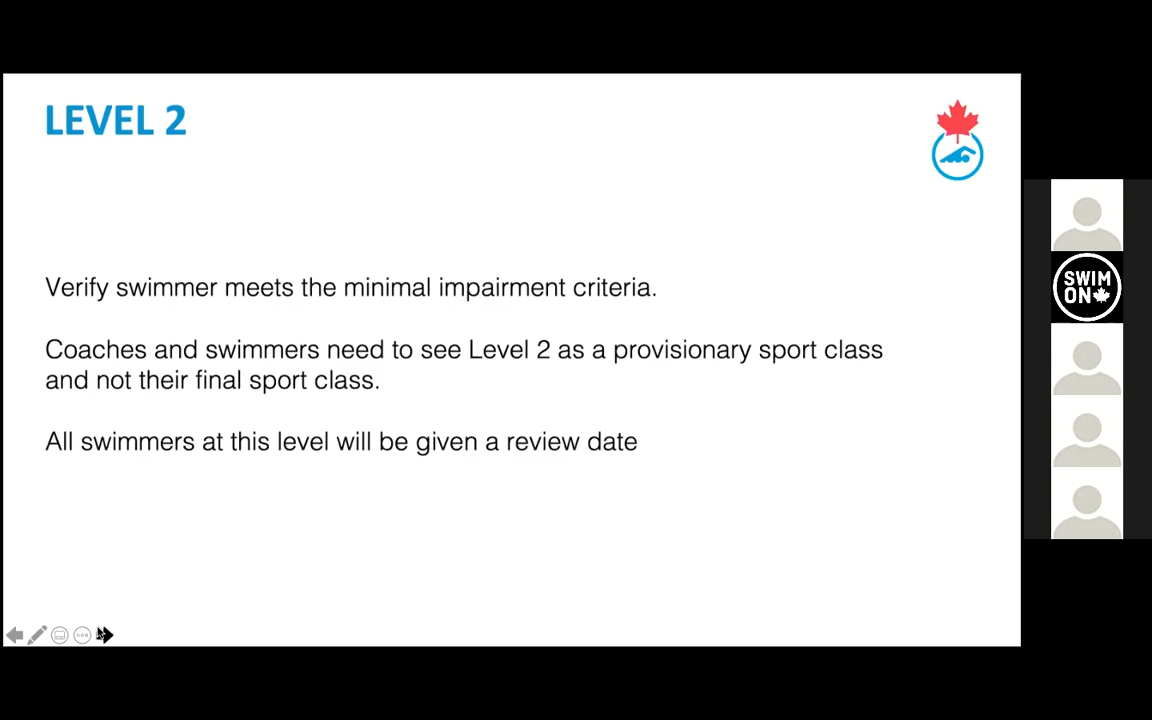 LEVEL 2
Verify swimmer meets the minimal impairment criteria.
Coaches and swimmers need to see Level 2 as a provisionary sport class
and not their final sport class.
All swimmers at this level will be given a review date
SWIM
ON